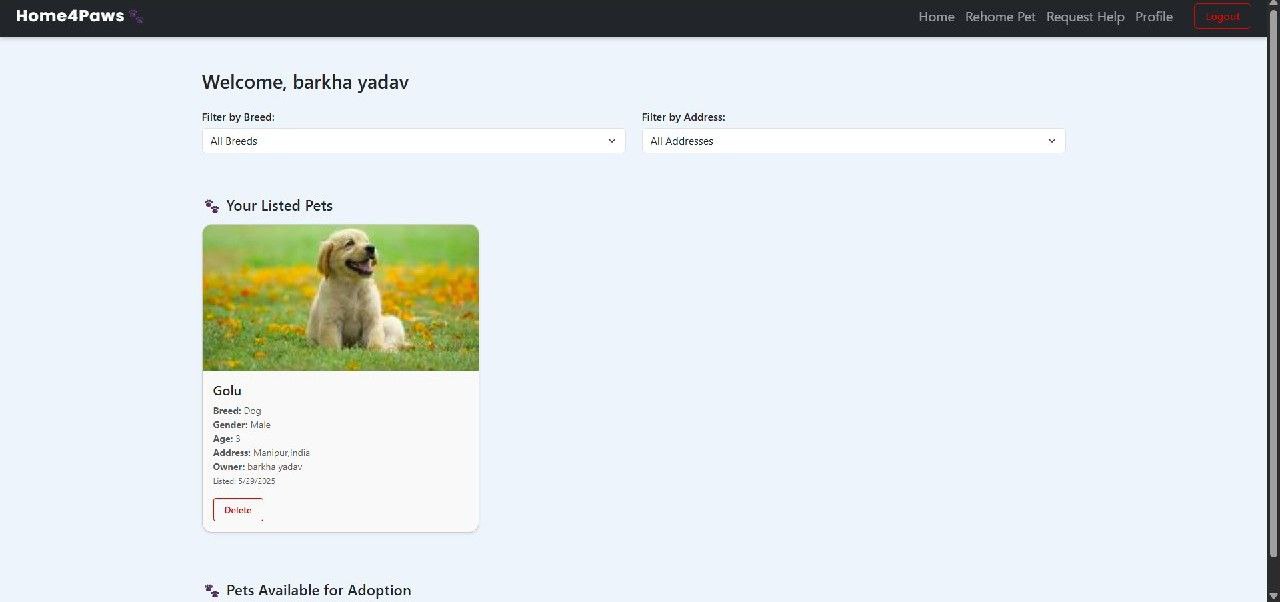 Home4Paws
Home Rehome Pet Request Help Profile Logout
Welcome, barkha yadav
Filter by Breed: Filter by Address:
All Breeds All Addresses
Your Listed Pets
Golu
Breed: Dog
Gender: Male
Age: 3
Address: Manipur,India
Owner: barkha yadav
Listed: 5/29/2025
Delete
Pets Available for Adoption